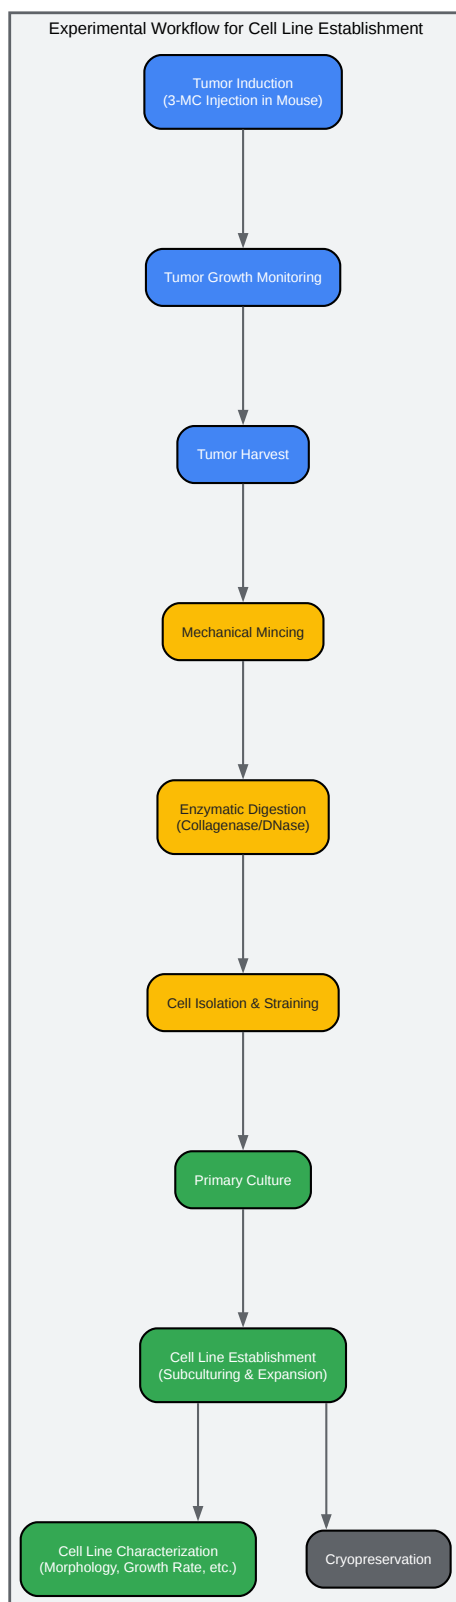 Experimental Workflow for Cell Line Establishment
Tumor Induction
(3-MC Injection in Mouse)
Tumor Growth Monitoring
Tumor Harvest
Mechanical Mincing
Enzymatic Digestion
(Collagenase/DNase)
Cell Isolation & Straining
Primary Culture
Cell Line Establishment
(Subculturing & Expansion)
Cell Line Characterization
(Morphology, Growth Rate, etc.)
Cryopreservation